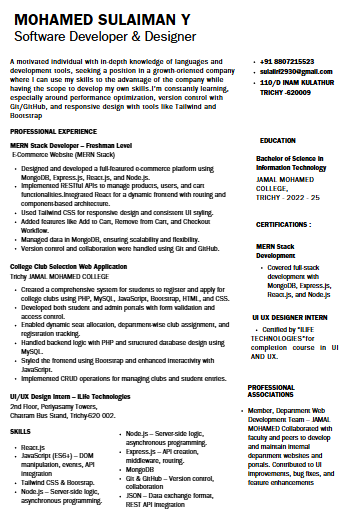 MOHAMED SULAIMAN Y
Software Developer & Designer
A motivated individual with in-depth knowledge of languages and
development tools, seeking a position in a growth-oriented company
where I can use my skills to the advantage of the company while
having the scope to develop my own skills.I'm constantly learning,
especially around performance optimization, version control with
Git/GitHub, and responsive design with tools like Tailwind and
Bootstrap
• +91 8807215523
• sulailif2930@gmail.com
• 110/D INAM KULATHUR
TRICHY -620009
PROFESSIONAL EXPERIENCE
MERN Stack Developer – Freshman Level
E-Commerce Website (MERN Stack)
• Designed and developed a full-featured e-commerce platform using
MongoDB, Express.js, React.js, and Node.js.
• Implemented RESTful APIs to manage products, users, and cart
functionalities.Integrated React for a dynamic frontend with routing and
component-based architecture.
• Used Tailwind CSS for responsive design and consistent UI styling.
• Added features like Add to Cart, Remove from Cart, and Checkout
Workflow.
• Managed data in MongoDB, ensuring scalability and flexibility.
• Version control and collaboration were handled using Git and GitHub.
College Club Selection Web Application
Trichy JAMAL MOHAMED COLLEGE
• Created a comprehensive system for students to register and apply for
college clubs using PHP, MySQL, JavaScript, Bootstrap, HTML, and CSS.
• Developed both student and admin portals with form validation and
access control.
• Enabled dynamic seat allocation, department-wise club assignment, and
registration tracking.
• Handled backend logic with PHP and structured database design using
MySQL.
• Styled the frontend using Bootstrap and enhanced interactivity with
JavaScript.
• Implemented CRUD operations for managing clubs and student entries.
UI/UX Design Intern – iLife Technologies
2nd Floor, Periyasamy Towers,
Chatram Bus Strand, Trichy-620 002.
SKILLS
• React.js
• JavaScript (ES6+) – DOM
manipulation, events, API
integration
• Tailwind CSS & Bootstrap.
• Node.js – Server-side logic,
asynchronous programming.
• Node.js – Server-side logic,
asynchronous programming.
• Express.js – API creation,
middleware, routing.
• MongoDB
• Git & GitHub – Version control,
collaboration
• JSON – Data exchange format,
REST API integration
EDUCATION
Bachelor of Science in
Information Technology
JAMAL MOHAMED
COLLEGE,
TRICHY - 2022 - 25
CERTIFICATIONS :
MERN Stack
Development
• Covered full-stack
development with
MongoDB, Express.js,
React.js, and Node.js
UI UX DESIGNER INTERN
• Certified by "ILIFE
TECHNOLOGIES"for
completion course in UI
AND UX.
PROFESSIONAL
ASSOCIATIONS
• Member, Department Web
Development Team – JAMAL
MOHAMED Collaborated with
faculty and peers to develop
and maintain internal
department websites and
portals. Contributed to UI
improvements, bug fixes, and
feature enhancements